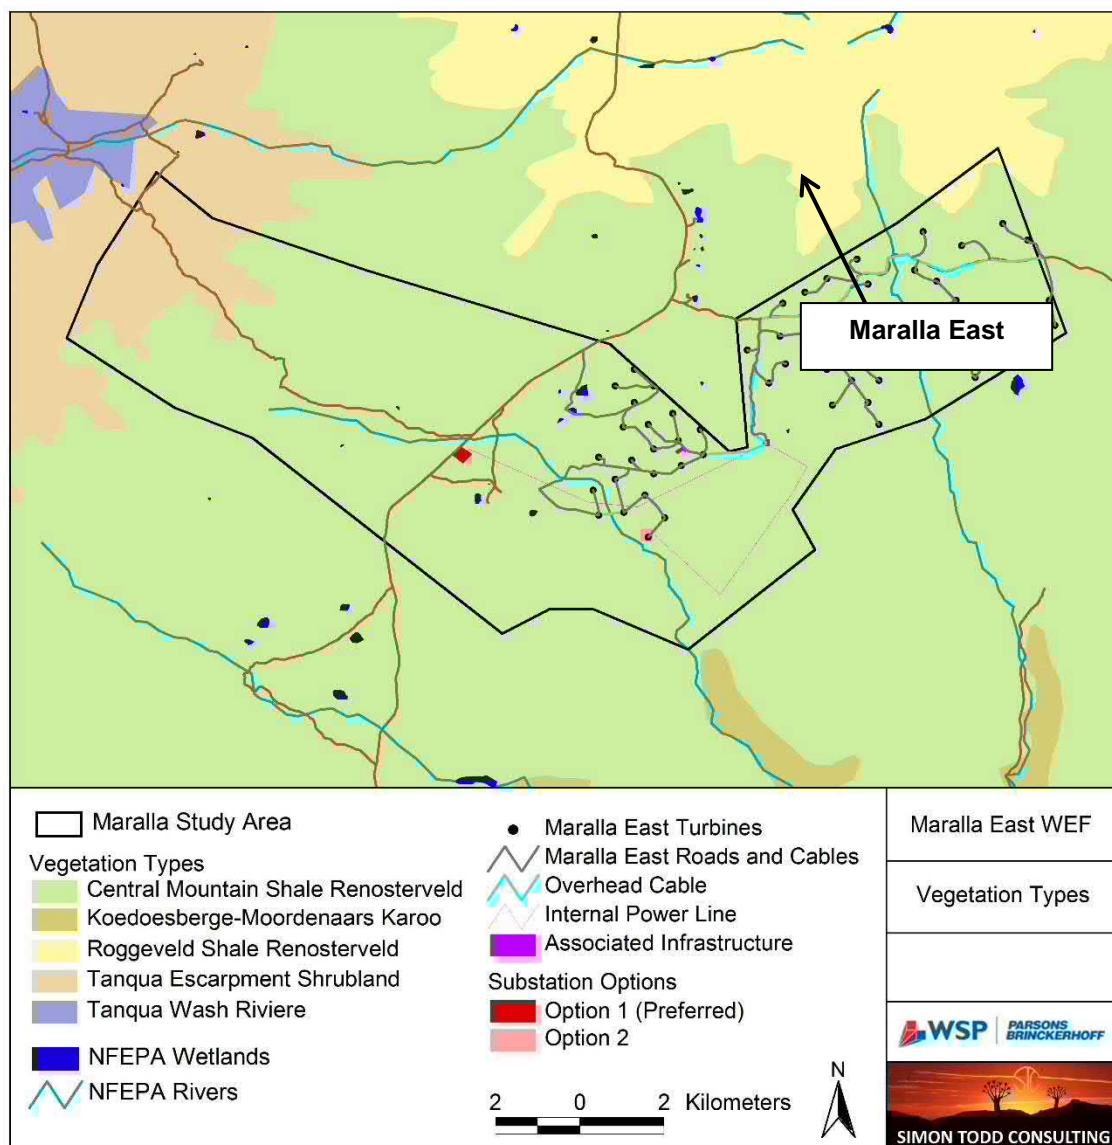 Maralla East
Maralla Study Area
Vegetation Types
Central Mountain Shale Renosterveld
Koedoesberge-Moordenaars Karoo
Roggeveld Shale Renosterveld
Tanqua Escarpment Shrubland
Tanqua Wash Riviere
NFEPA Wetlands
NFEPA Rivers
Maralla East Turbines
Maralla East Roads and Cables
Overhead Cable
Internal Power Line
Associated Infrastructure
Substation Options
Option 1 (Preferred)
Option 2
2 0 2 Kilometers
N
Maralla East WEF
Vegetation Types
WSP | PARSONS
BRINCKERHOFF
SIMON TODD CONSULTING